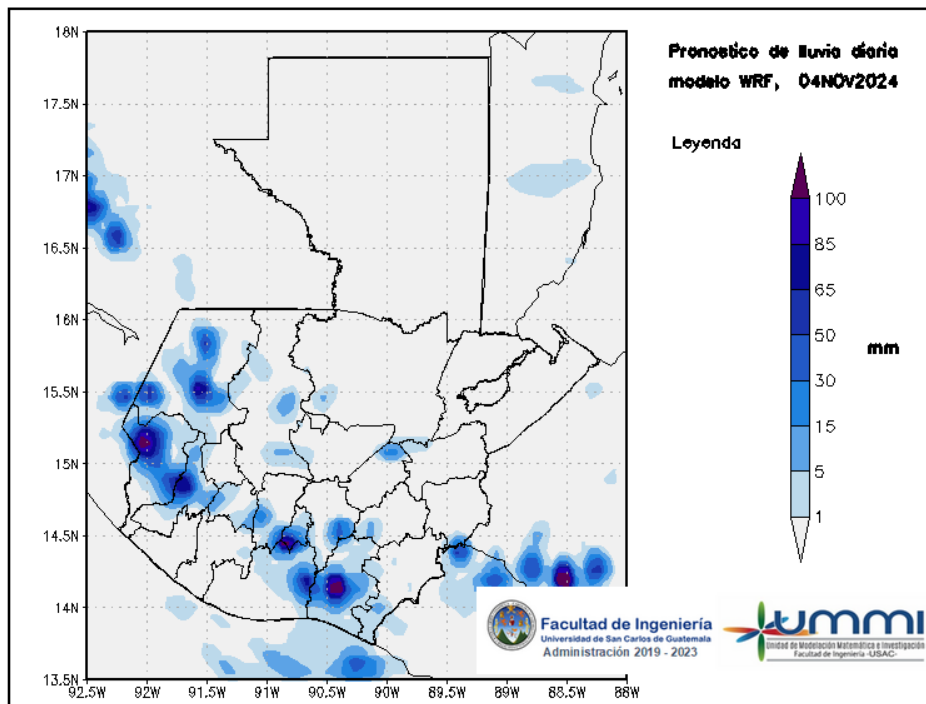 Pronostico de lluvia diaria
modelo WRF, 04NOV2024
Leyenda
100
85
65
50
30
15
5
1
mm
18N
17.5N
17N
16.5N
16N
15.5N
15N
14.5N
14N
13.5N
92.5W
92W
91.5W
91W
90.5W
90W
89.5W
89W
88.5W
88W
Facultad de Ingeniería
Universidad de San Carlos de Guatemala
Administración 2019 - 2023
ummi
Unidad de Modelación Matemática e Investigación
Facultad de Ingeniería -USAC-